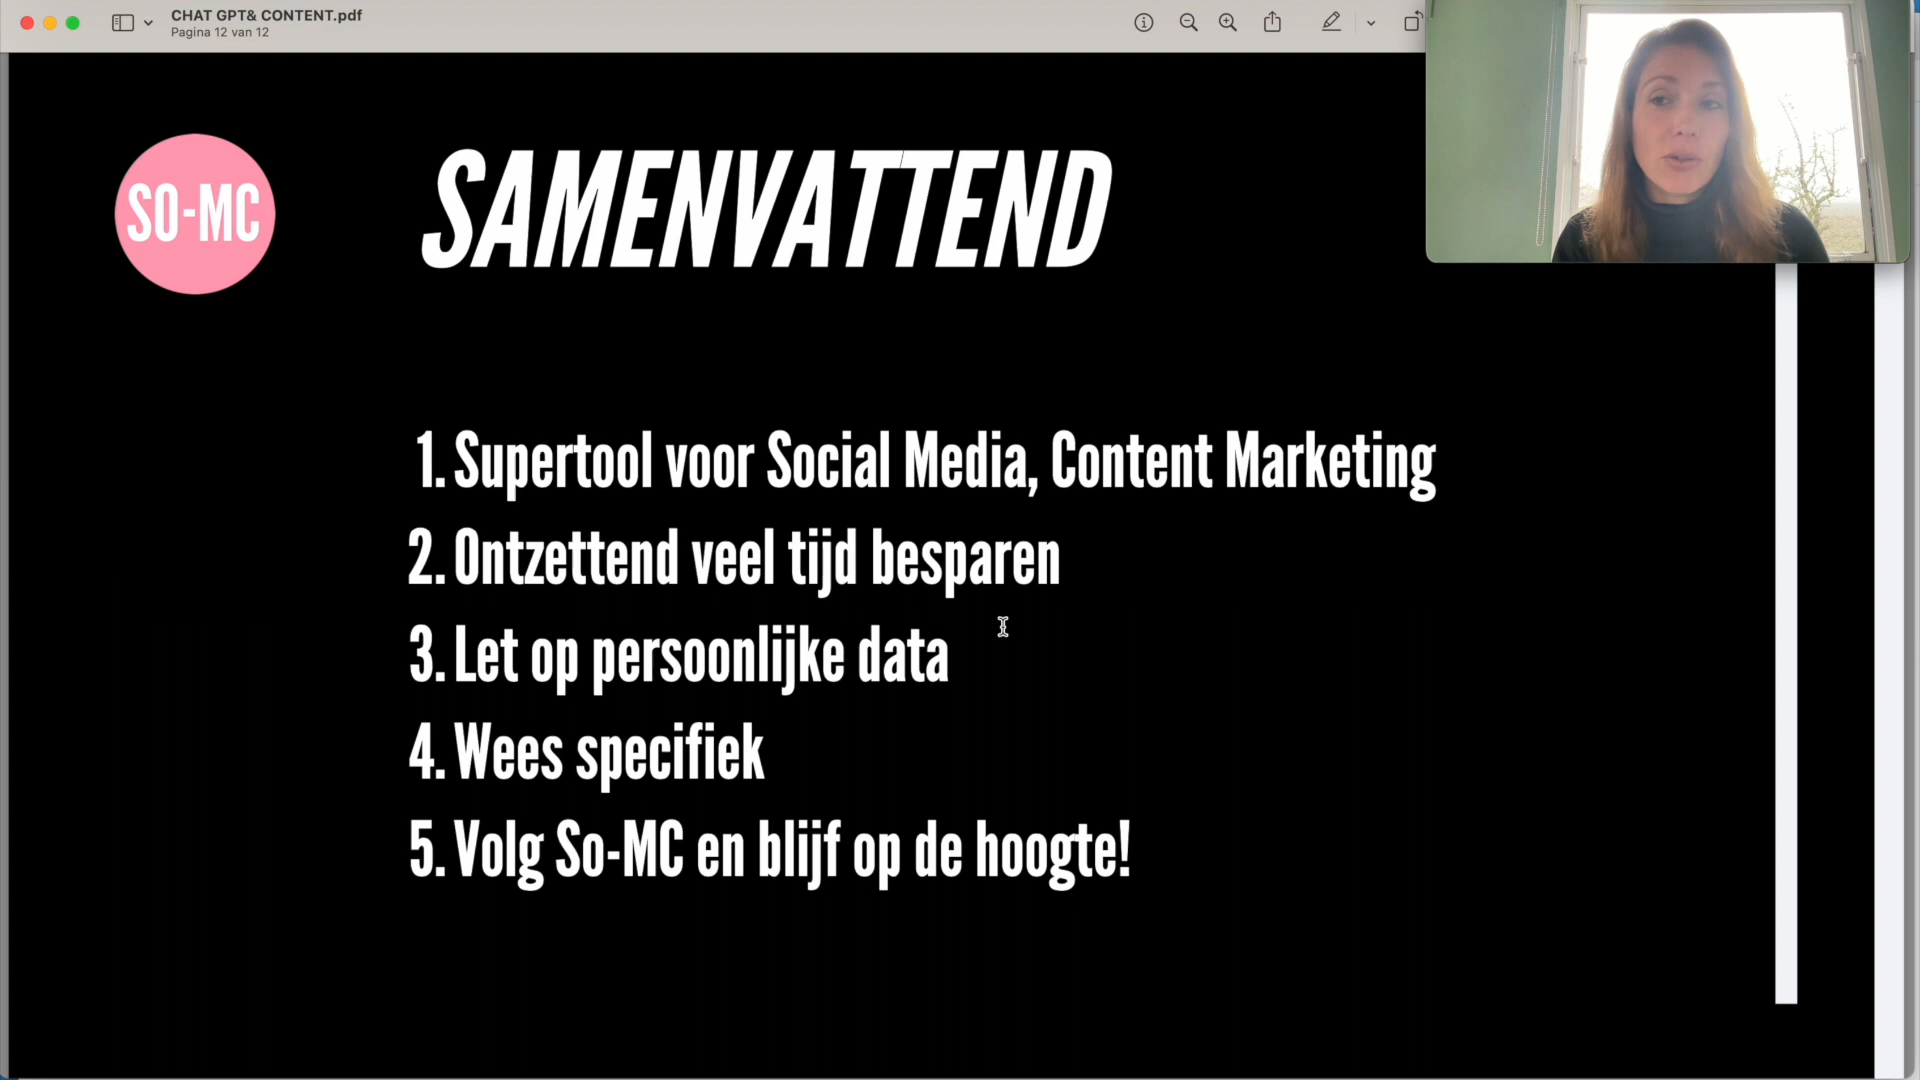 CHAT GPT& CONTENT.pdf
Pagina 12 van 12
SO-MC
SAMENVATTEND
1. Supertool voor Social Media, Content Marketing
2. Ontzettend veel tijd besparen
3. Let op persoonlijke data
4. Wees specifiek
5. Volg So-MC en blijf op de hoogte!